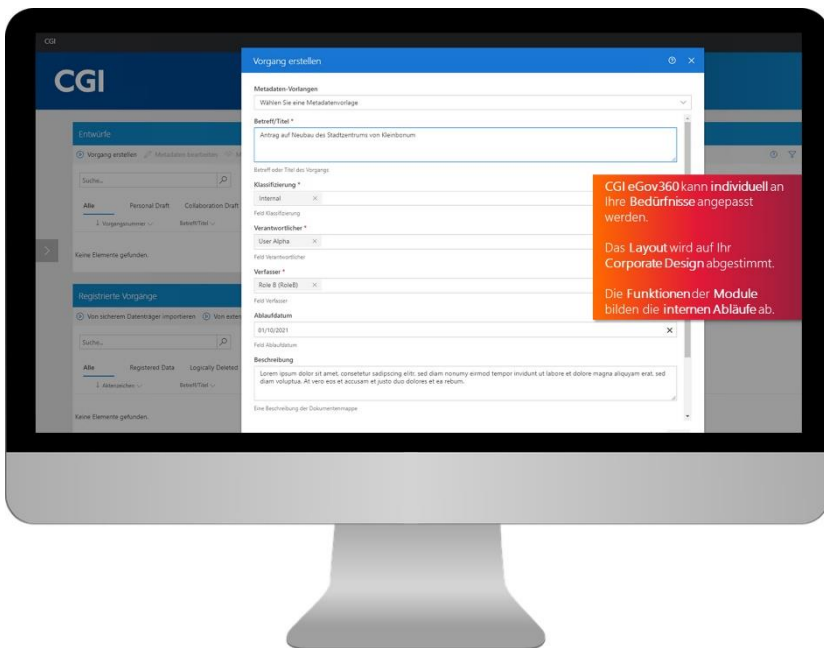 CGI
CGI
Vorgang erstellen
Metadaten-Vorlangen
Wählen Sie eine Metadatenvorlage
Betreff/Titel *
Antrag auf Neubau des Stadtzentrums von Kleinbonum
Betreff oder Titel des Vorgangs
Klassifizierung *
Internal ×
Feld Klassifizierung
Verantwortlicher *
User Alpha ×
Feld Verantwortlicher
Verfasser *
Role B (RoleB) ×
Feld Verfasser
Ablaufdatum
01/10/2021
Feld Ablaufdatum
Beschreibung
Lorem ipsum dolor sit amet, consetetur sadipscing elitr, sed diam nonumy eirmod tempor invidunt ut labore et dolore magna aliquyam erat, sed
diam voluptua. At vero eos et accusam et justo duo dolores et ea rebum.
Eine Beschreibung der Dokumentenmappe
Entwürfe
Vorgang erstellen Metadaten bearbeiten
Suche...
Alle Personal Draft Collaboration Draft
Vorgangsnummer Betreff/Titel
Keine Elemente gefunden.
Registrierte Vorgänge
Von sicherem Datenträger importieren Von exter
Suche...
Alle Registered Data Logically Deleted
Aktenzeichen Betreff/Titel
Keine Elemente gefunden.
CGI eGov360 kann individuell an
Ihre Bedürfnisse angepasst
werden.
Das Layout wird auf Ihr
Corporate Design abgestimmt.
Die Funktionen der Module
bilden die internen Abläufe ab.